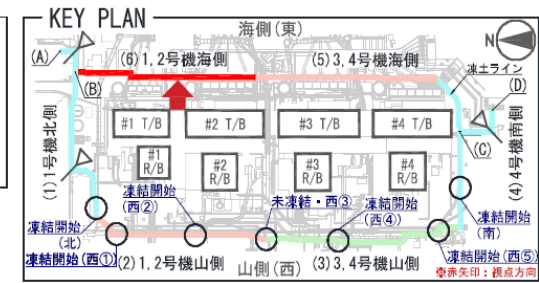 KEY PLAN
海側(東)
N
(A)
(6) 1,2号機海側
(5) 3,4号機海側
凍土ライン
(B)
(D)
#1 T/B
#2 T/B
#3 T/B
#4 T/B
(C)
(1) 1号機北側
(4) 4号機南側
#1
R/B
#2
R/B
#3
R/B
#4
R/B
凍結開始
(西②)
未凍結・西③
凍結開始
(西④)
凍結開始
(北)
凍結開始
(南)
凍結開始(西①)
(2) 1,2号機山側
山側(西)
(3) 3,4号機山側
凍結開始(西⑤)
※赤矢印：視点方向